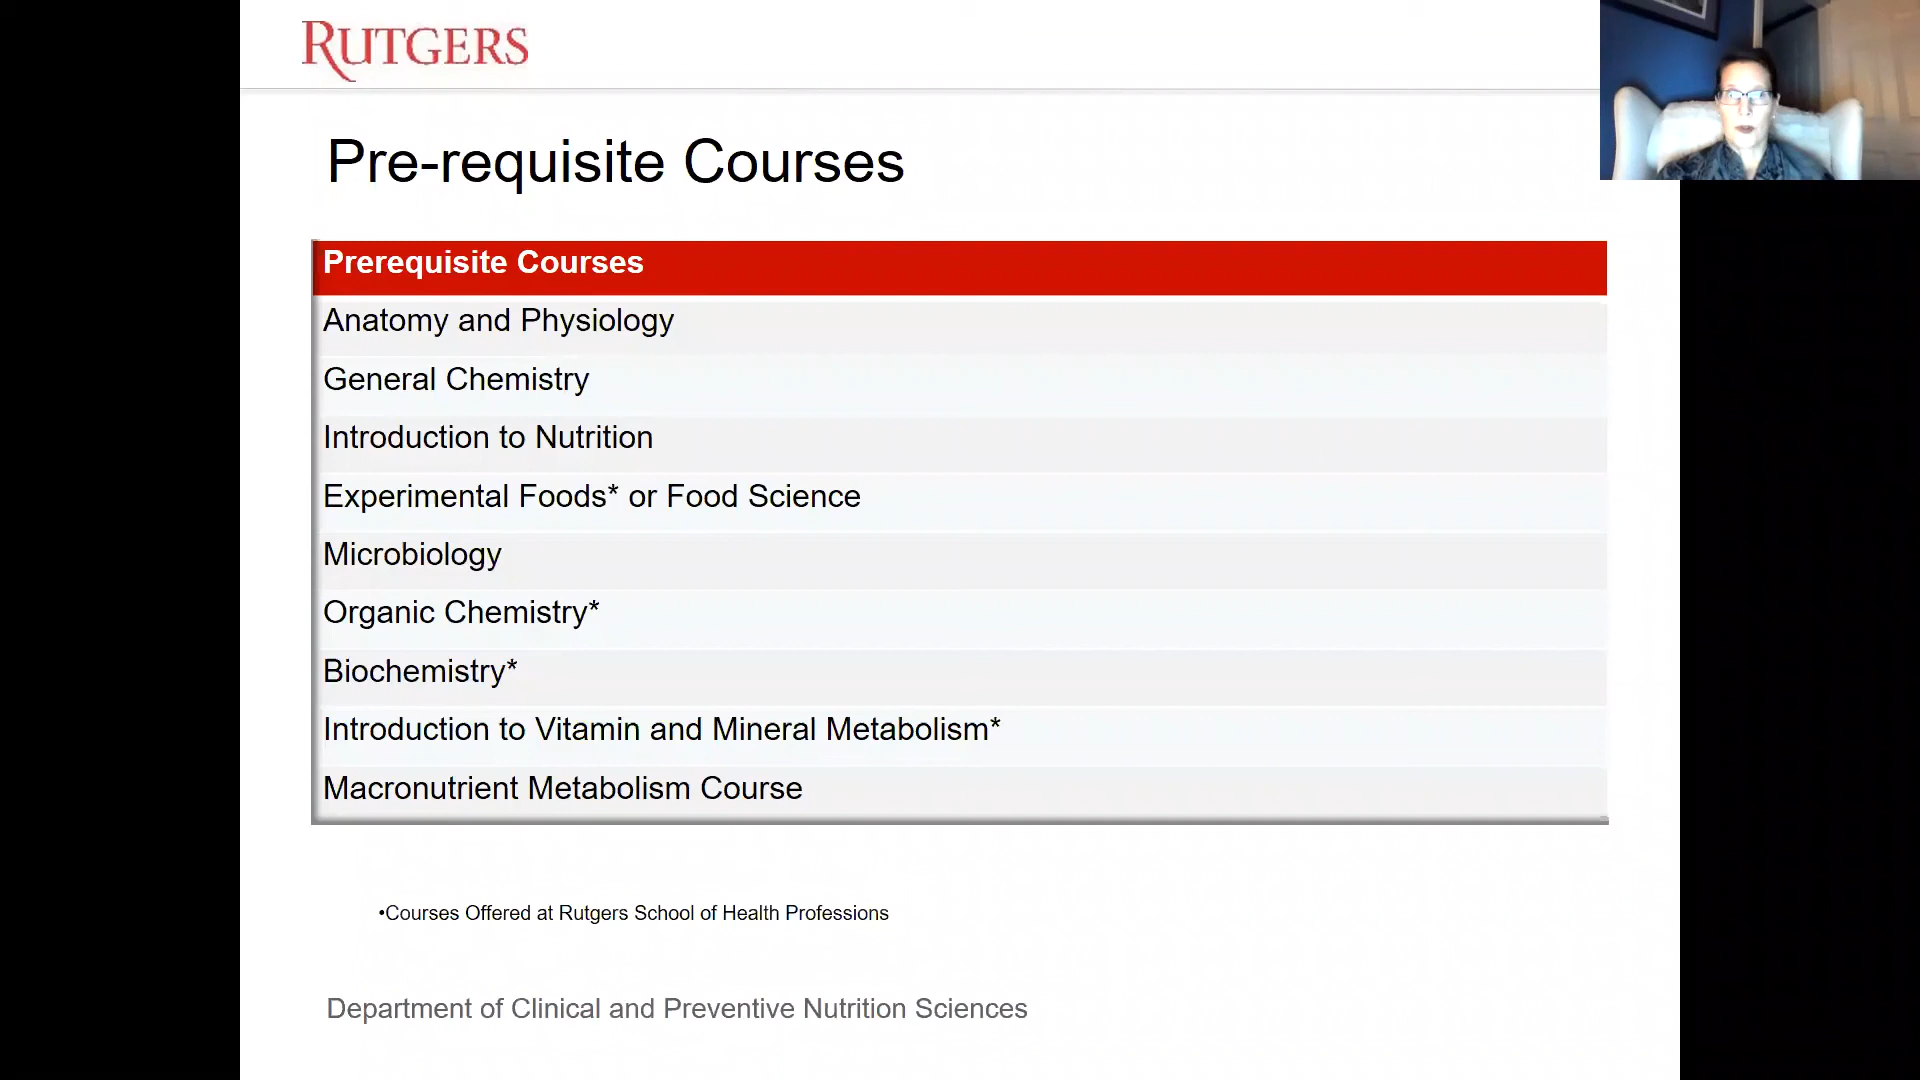 RUTGERS
Pre-requisite Courses
Prerequisite Courses
Anatomy and Physiology
General Chemistry
Introduction to Nutrition
Experimental Foods* or Food Science
Microbiology
Organic Chemistry*
Biochemistry*
Introduction to Vitamin and Mineral Metabolism*
Macronutrient Metabolism Course
•Courses Offered at Rutgers School of Health Professions
Department of Clinical and Preventive Nutrition Sciences